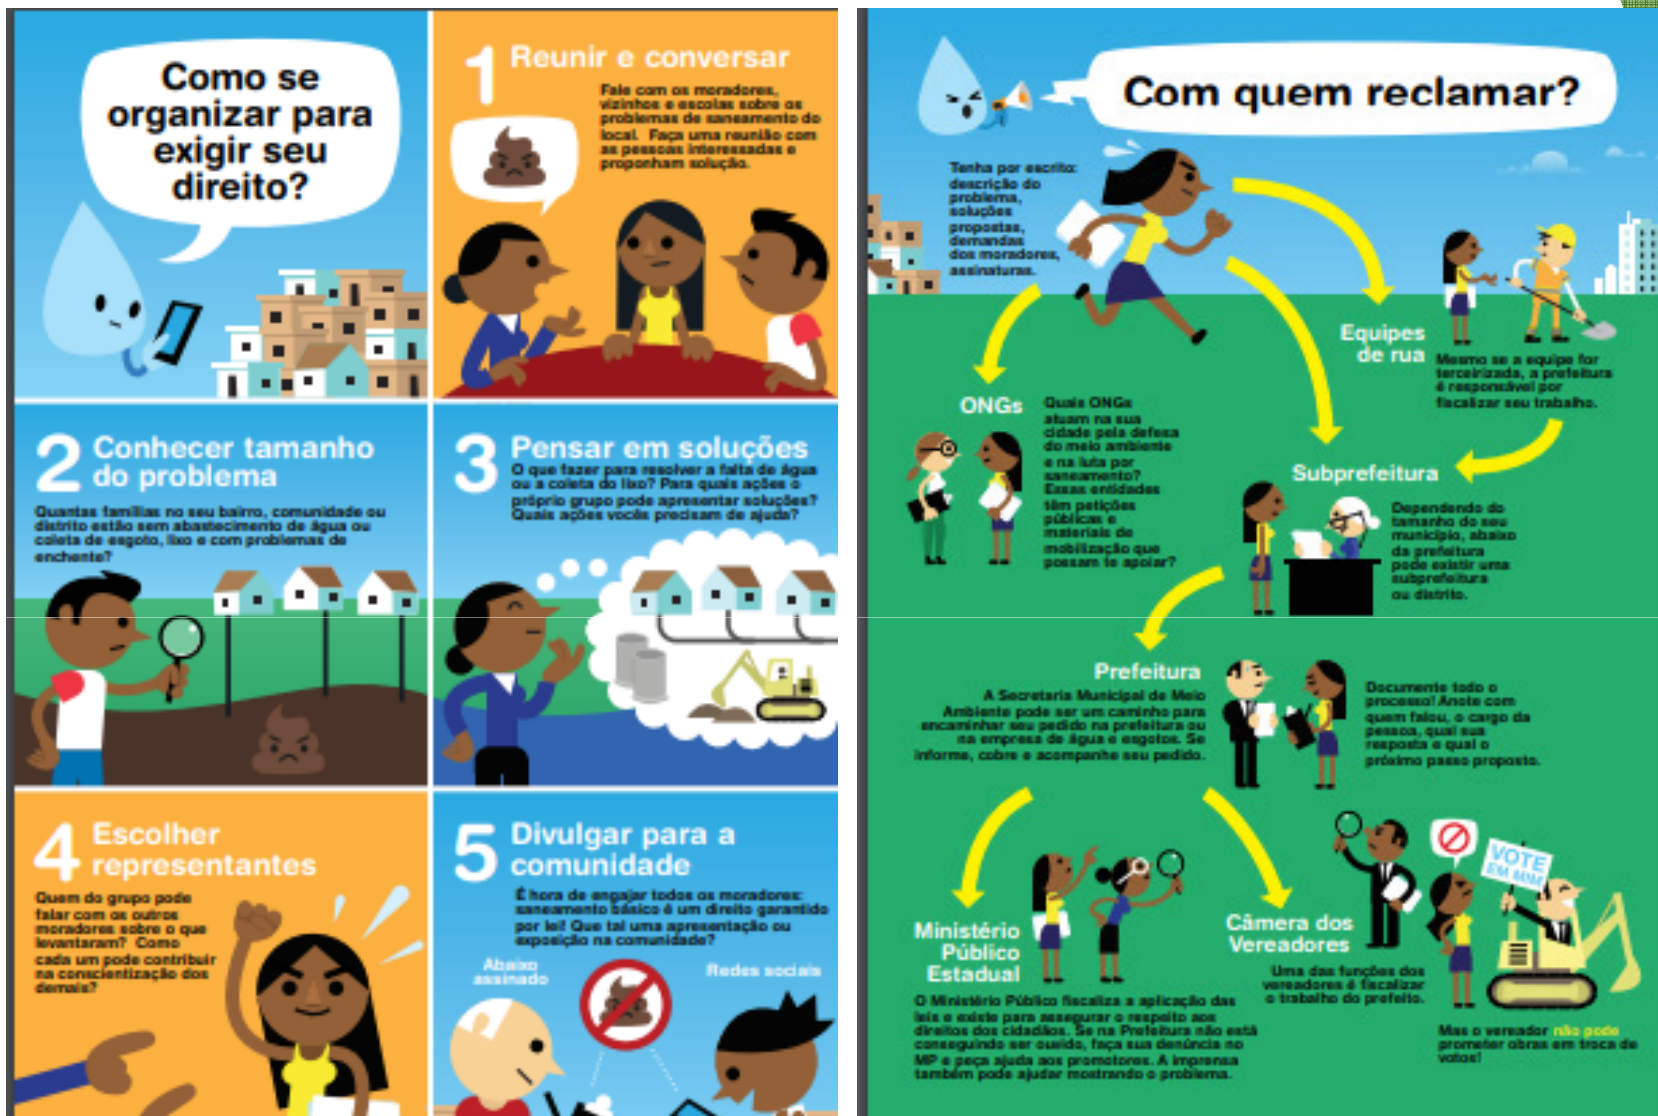 Como se
organizar para
exigir seu
direito?
1 Reunir e conversar
Fale com os moradores,
vizinhos e escolas sobre os
problemas de saneamento do
local. Faça uma reunião com
as pessoas interessadas e
proponham solução.
2 Conhecer tamanho
do problema
Quantas famílias no seu bairro, comunidade ou
distrito estão sem abastecimento de água ou
coleta de esgoto, lixo e com problemas de
enchente?
3 Pensar em soluções
O que fazer para resolver a falta de água
ou a coleta do lixo? Para quais ações o
próprio grupo pode apresentar soluções?
Quais ações vocês precisam de ajuda?
4 Escolher
representantes
Quem do grupo pode
falar com os outros
moradores sobre o que
levantaram? Como
cada um pode contribuir
na conscientização dos
demais?
5 Divulgar para a
comunidade
É hora de engajar todos os moradores:
saneamento básico é um direito garantido
por lei! Que tal uma apresentação ou
exposição na comunidade?
Abaixo
assinado
Redes sociais
Com quem reclamar?
Tenha por escrito:
descrição do
problema,
soluções
propostas,
demandas
dos moradores,
assinaturas.
Equipes
de rua
Mesmo se a equipe for
terceirizada, a prefeitura
é responsável por
fiscalizar seu trabalho.
ONGs
Quais ONGs
atuam na sua
cidade pela defesa
do meio ambiente
e na luta por
saneamento?
Essas entidades
têm petições
públicas e
materiais de
mobilização que
possam te apoiar?
Subprefeitura
Dependendo do
tamanho do seu
município, abaixo
da prefeitura
pode existir uma
subprefeitura
ou distrito.
Prefeitura
A Secretaria Municipal de Meio
Ambiente pode ser um caminho para
encaminhar seu pedido na prefeitura ou
na empresa de água e esgotos. Se
informe, cobre e acompanhe seu pedido.
Documente todo o
processo! Anote com
quem falou, o cargo da
pessoa, qual sua
resposta e qual o
próximo passo proposto.
Ministério
Público
Estadual
O Ministério Público fiscaliza a aplicação das
leis e existe para assegurar o respeito aos
direitos dos cidadãos. Se na Prefeitura não está
conseguindo ser ouvido, faça sua denúncia no
MP e peça ajuda aos promotores. A imprensa
também pode ajudar mostrando o problema.
Câmera dos
Vereadores
Uma das funções dos
vereadores é fiscalizar
o trabalho do prefeito.
VOTE
EM MIM
Mas o vereador não pode
prometer obras em troca de
votos!